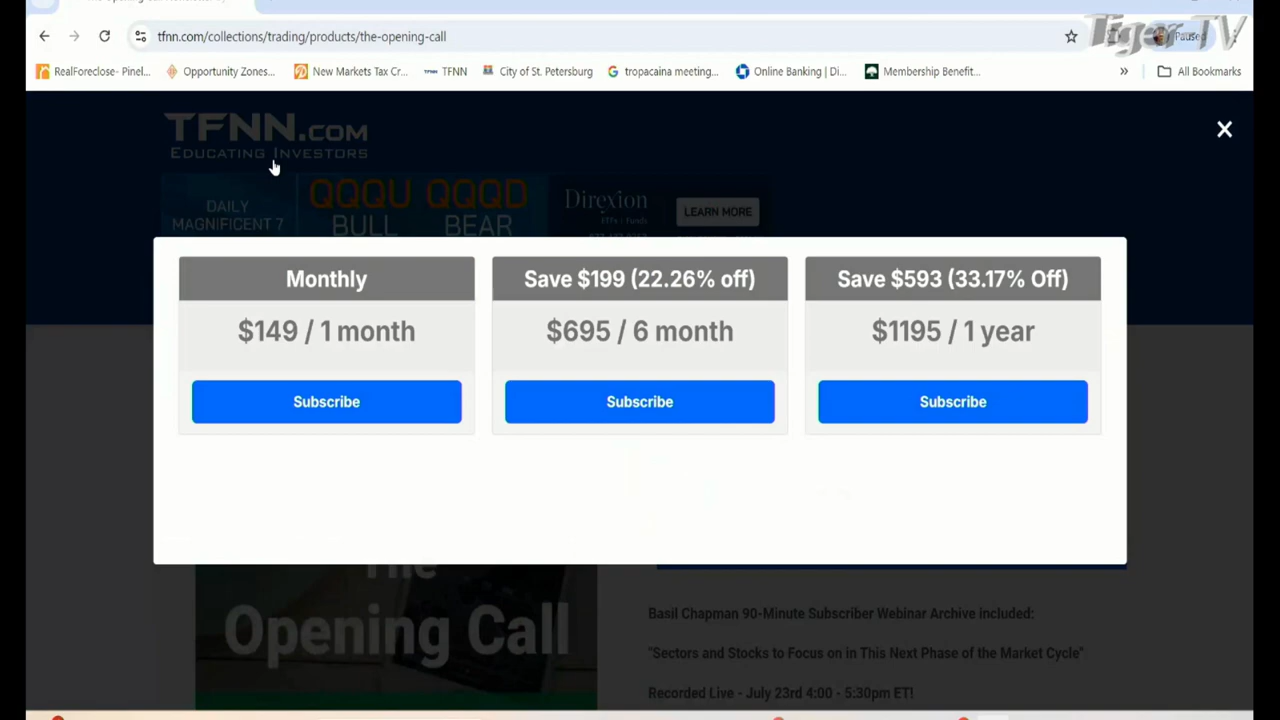 tfnn.com/collections/trading/products/the-opening-call
Tiger TV
Paused
RealForeclose- Pinel...
Opportunity Zones...
New Markets Tax Cr...
TFNN
City of St. Petersburg
tropacaina meeting...
Online Banking | Di...
Membership Benefit...
»
All Bookmarks
TFNN.COM
EDUCATING INVESTORS
DAILY
MAGNIFICENT 7
QQQU
BULL
QQQD
BEAR
Direxion
LEARN MORE
Monthly
$149 / 1 month
Subscribe
Save $199 (22.26% off)
$695 / 6 month
Subscribe
Save $593 (33.17% Off)
$1195 / 1 year
Subscribe
The
Opening Call
Basil Chapman 90-Minute Subscriber Webinar Archive included:
"Sectors and Stocks to Focus on in This Next Phase of the Market Cycle"
Recorded Live - July 23rd 4:00 - 5:30pm ET!